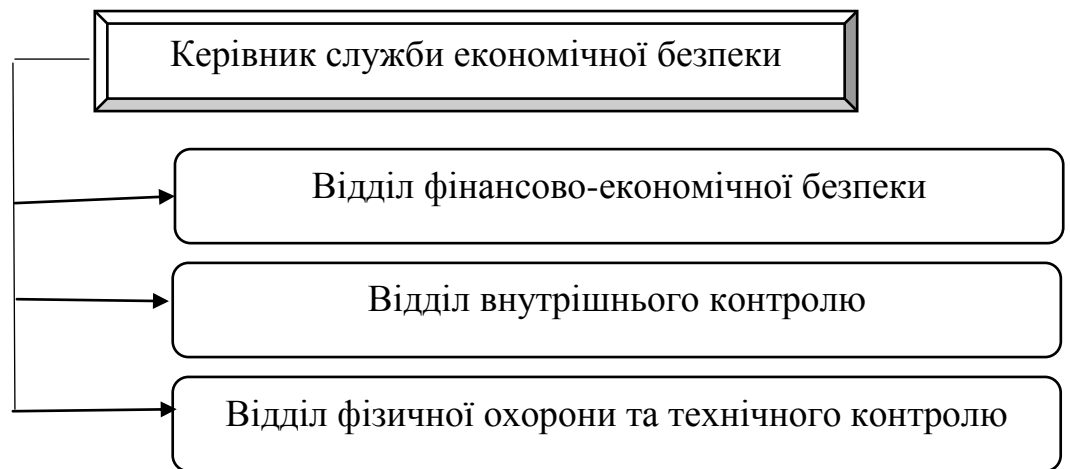 Керівник служби економічної безпеки
Відділ фінансово-економічної безпеки
Відділ внутрішнього контролю
Відділ фізичної охорони та технічного контролю